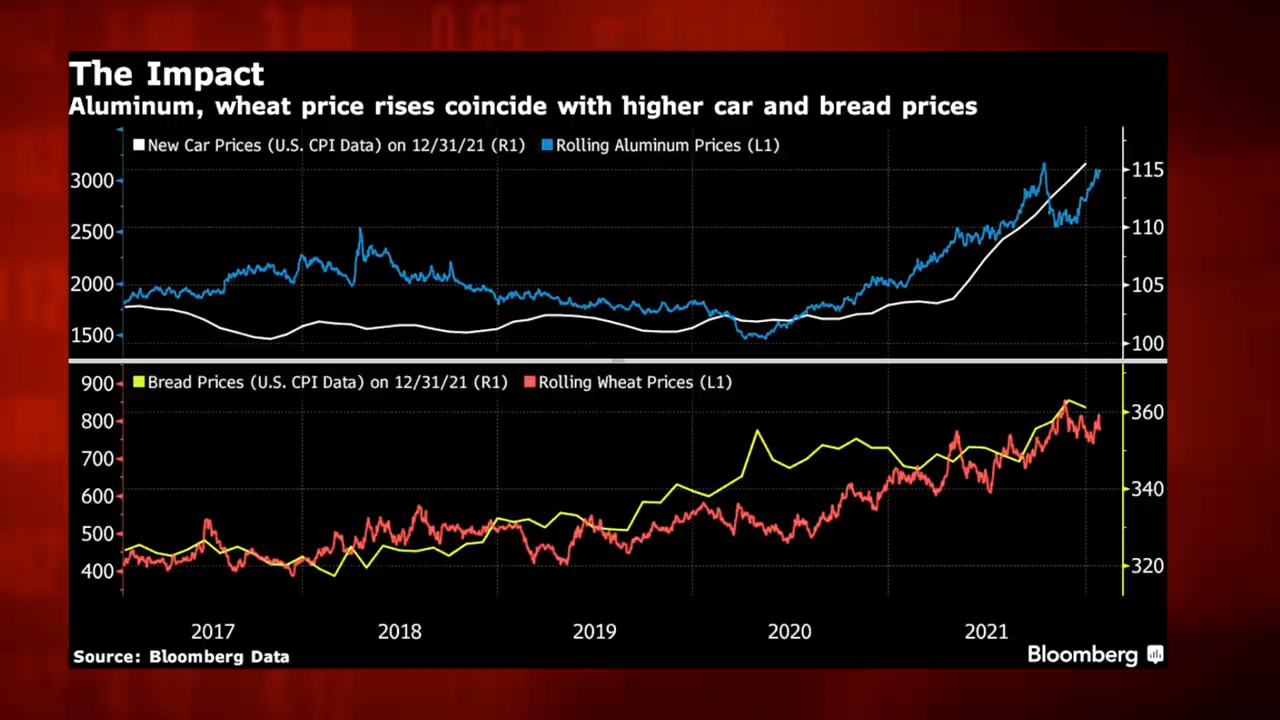 The Impact
Aluminum, wheat price rises coincide with higher car and bread prices
New Car Prices (U.S. CPI Data) on 12/31/21 (R1) Rolling Aluminum Prices (L1)
3000
2500
2000
1500
115
110
105
100
Bread Prices (U.S. CPI Data) on 12/31/21 (R1) Rolling Wheat Prices (L1)
900
800
700
600
500
400
360
340
320
2017 2018 2019 2020 2021
Source: Bloomberg Data
Bloomberg